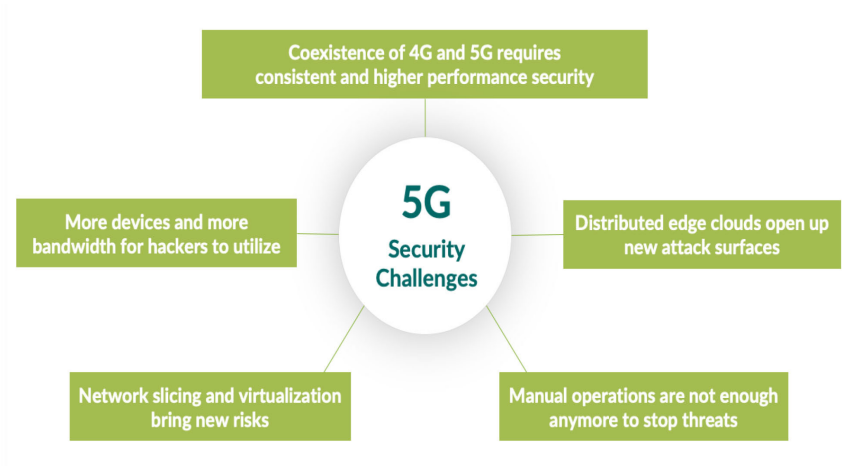 Coexistence of 4G and 5G requires
consistent and higher performance security
5G
Security
Challenges
More devices and more
bandwidth for hackers to utilize
Distributed edge clouds open up
new attack surfaces
Network slicing and virtualization
bring new risks
Manual operations are not enough
anymore to stop threats